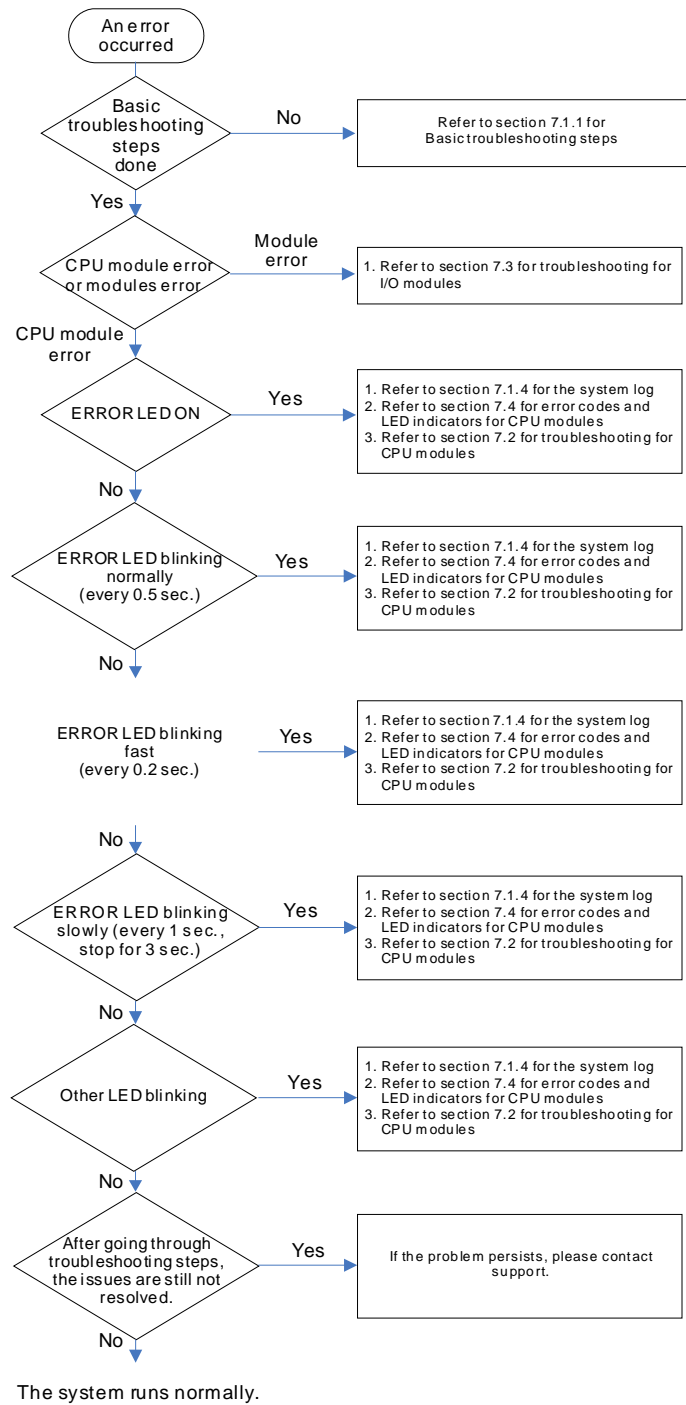 An error
occurred
Basic
troubleshooting
steps
done
No
Refer to section 7.1.1 for
Basic troubleshooting steps
Yes
CPU module error
or modules error
Module
error
1. Refer to section 7.3 for troubleshooting for
I/O modules
CPU module
error
ERROR LED ON
Yes
1. Refer to section 7.1.4 for the system log
2. Refer to section 7.4 for error codes and
LED indicators for CPU modules
3. Refer to section 7.2 for troubleshooting for
CPU modules
No
ERROR LED blinking
normally
(every 0.5 sec.)
Yes
1. Refer to section 7.1.4 for the system log
2. Refer to section 7.4 for error codes and
LED indicators for CPU modules
3. Refer to section 7.2 for troubleshooting for
CPU modules
No
ERROR LED blinking
fast
(every 0.2 sec.)
Yes
1. Refer to section 7.1.4 for the system log
2. Refer to section 7.4 for error codes and
LED indicators for CPU modules
3. Refer to section 7.2 for troubleshooting for
CPU modules
No
ERROR LED blinking
slowly (every 1 sec.,
stop for 3 sec.)
Yes
1. Refer to section 7.1.4 for the system log
2. Refer to section 7.4 for error codes and
LED indicators for CPU modules
3. Refer to section 7.2 for troubleshooting for
CPU modules
No
Other LED blinking
Yes
1. Refer to section 7.1.4 for the system log
2. Refer to section 7.4 for error codes and
LED indicators for CPU modules
3. Refer to section 7.2 for troubleshooting for
CPU modules
No
After going through
troubleshooting steps,
the issues are still not
resolved.
Yes
If the problem persists, please contact
support.
No
The system runs normally.